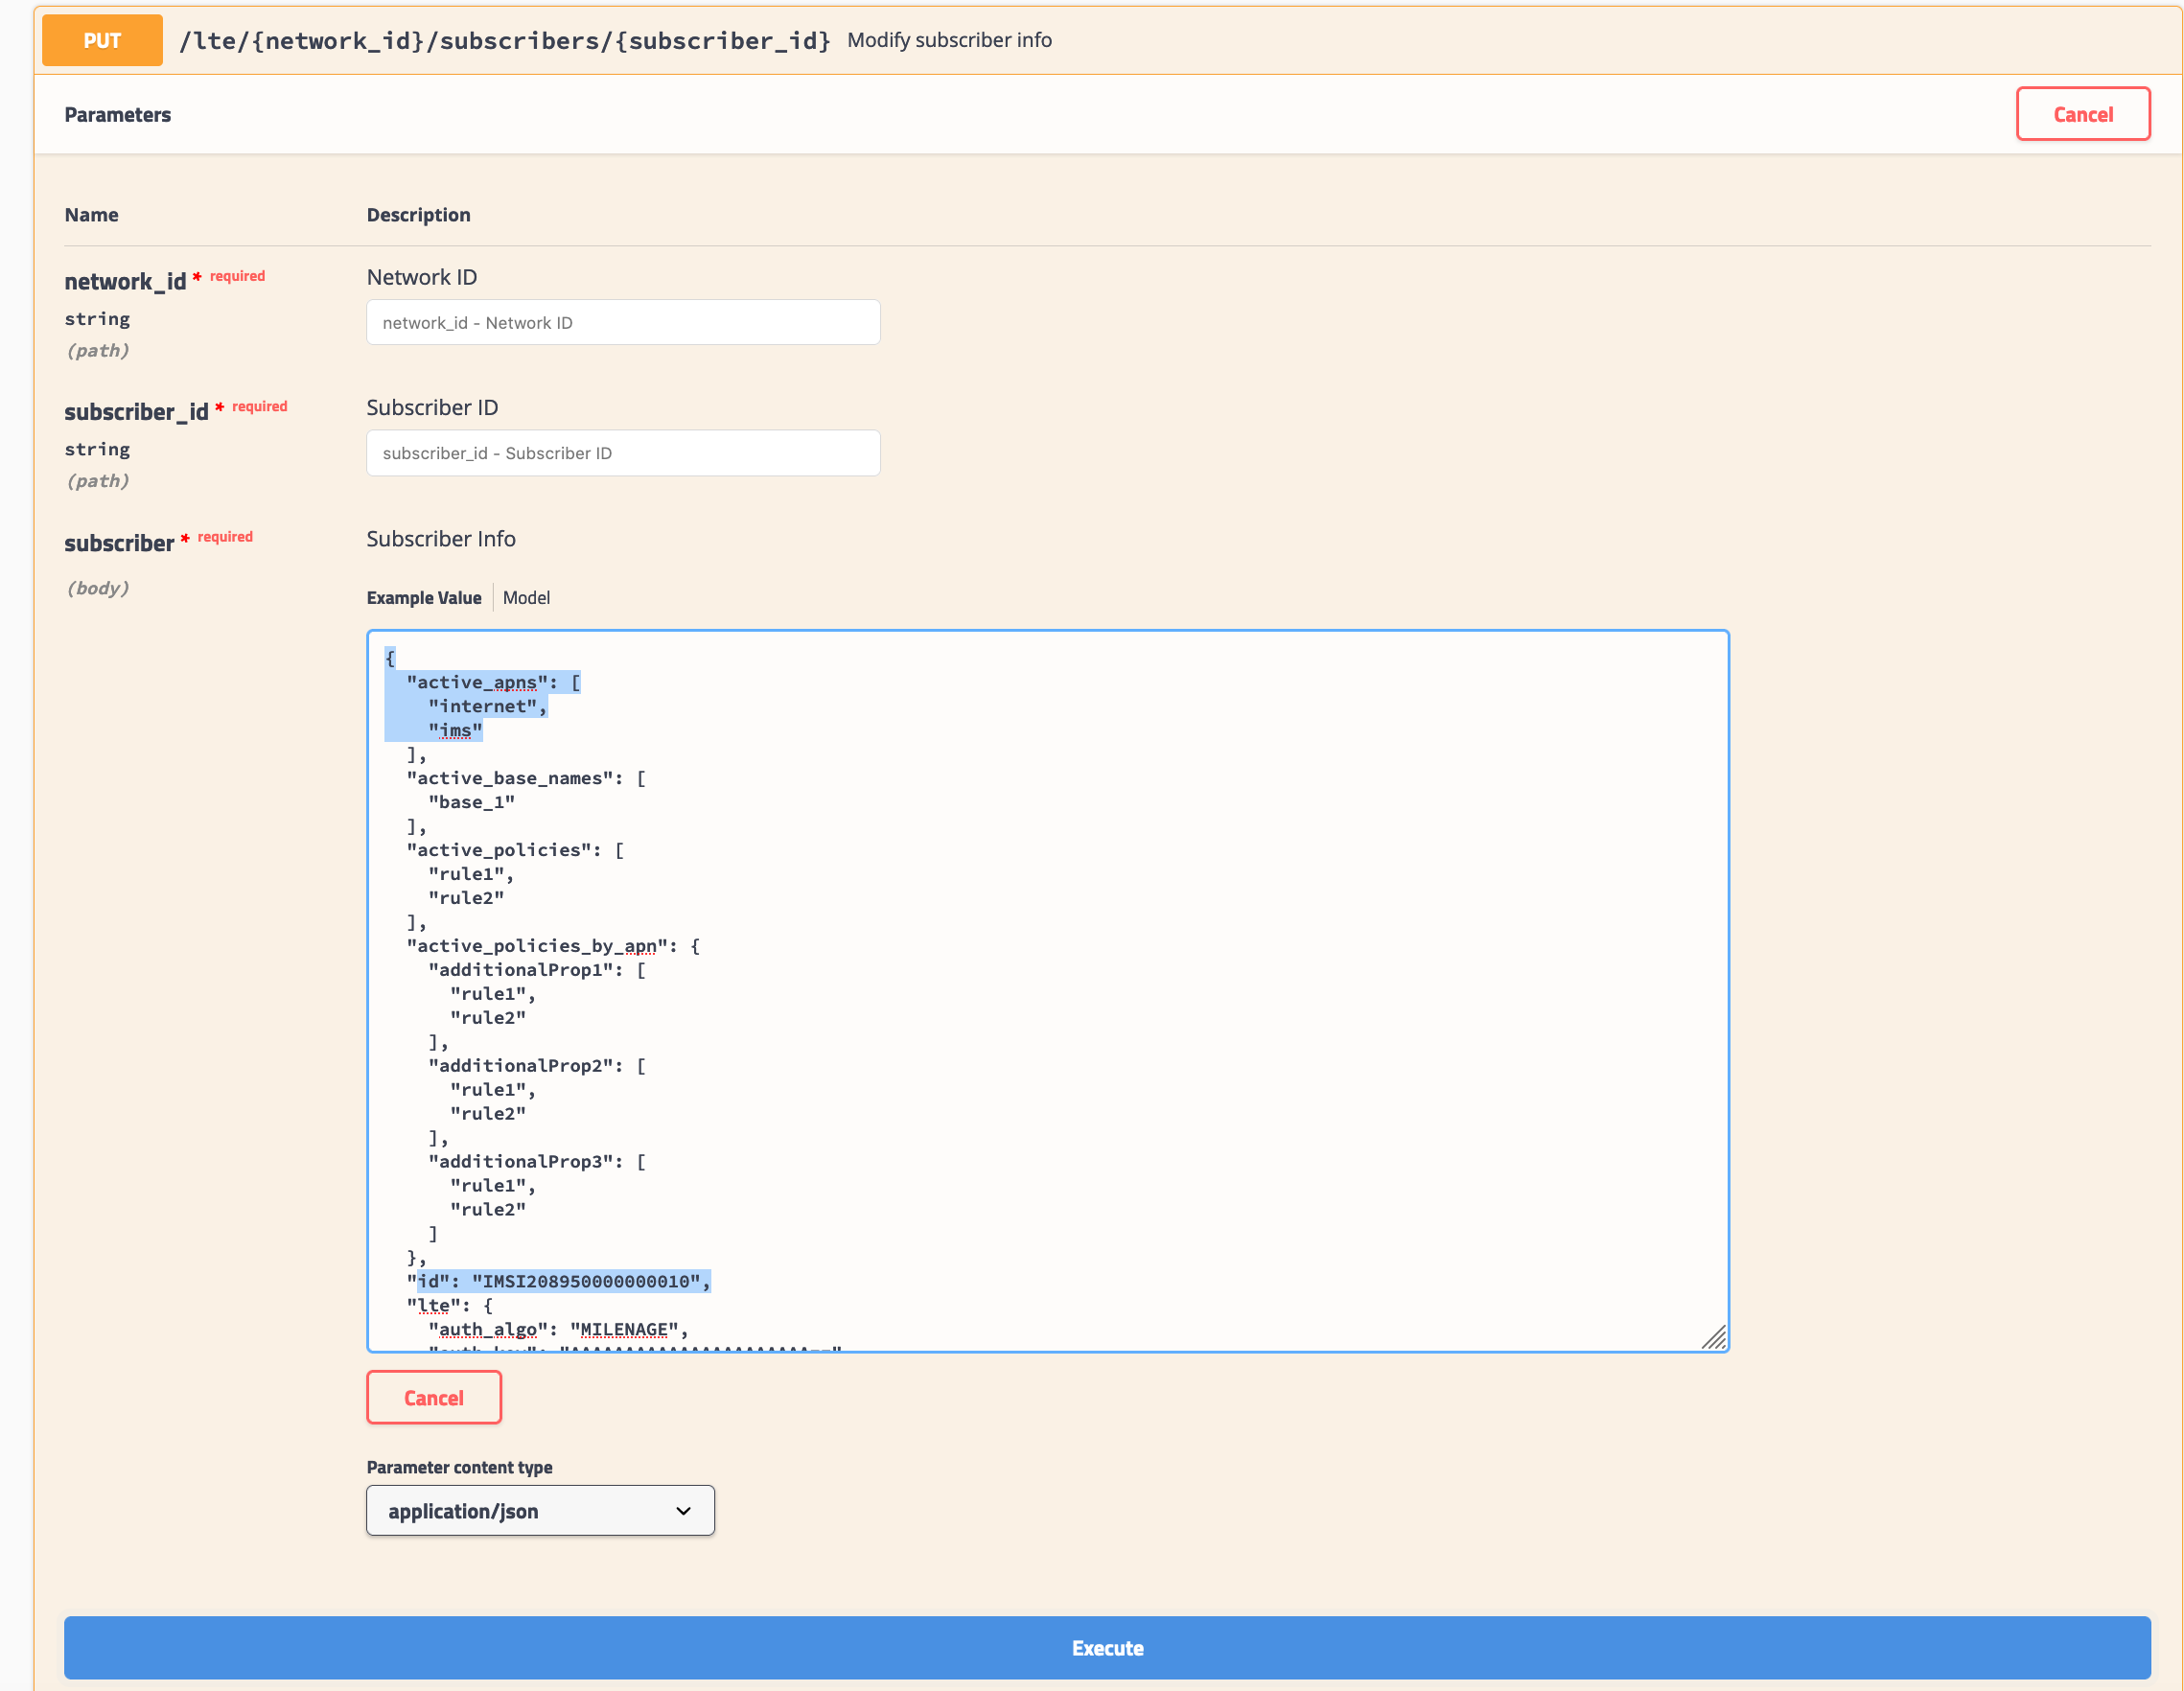 PUT /lte/{network_id}/subscribers/{subscriber_id} Modify subscriber info
Parameters Cancel
Name Description
network_id * required Network ID
string network_id - Network ID
(path)
subscriber_id * required Subscriber ID
string subscriber_id - Subscriber ID
(path)
subscriber * required Subscriber Info
(body)
Example Value Model
{
  "active_apns": [
    "internet",
    "ims"
  ],
  "active_base_names": [
    "base_1"
  ],
  "active_policies": [
    "rule1",
    "rule2"
  ],
  "active_policies_by_apn": {
    "additionalProp1": [
      "rule1",
      "rule2"
    ],
    "additionalProp2": [
      "rule1",
      "rule2"
    ],
    "additionalProp3": [
      "rule1",
      "rule2"
    ]
  },
  "id": "IMSI208950000000010",
  "lte": {
    "auth_algo": "MILENAGE",
Cancel
Parameter content type
application/json
Execute